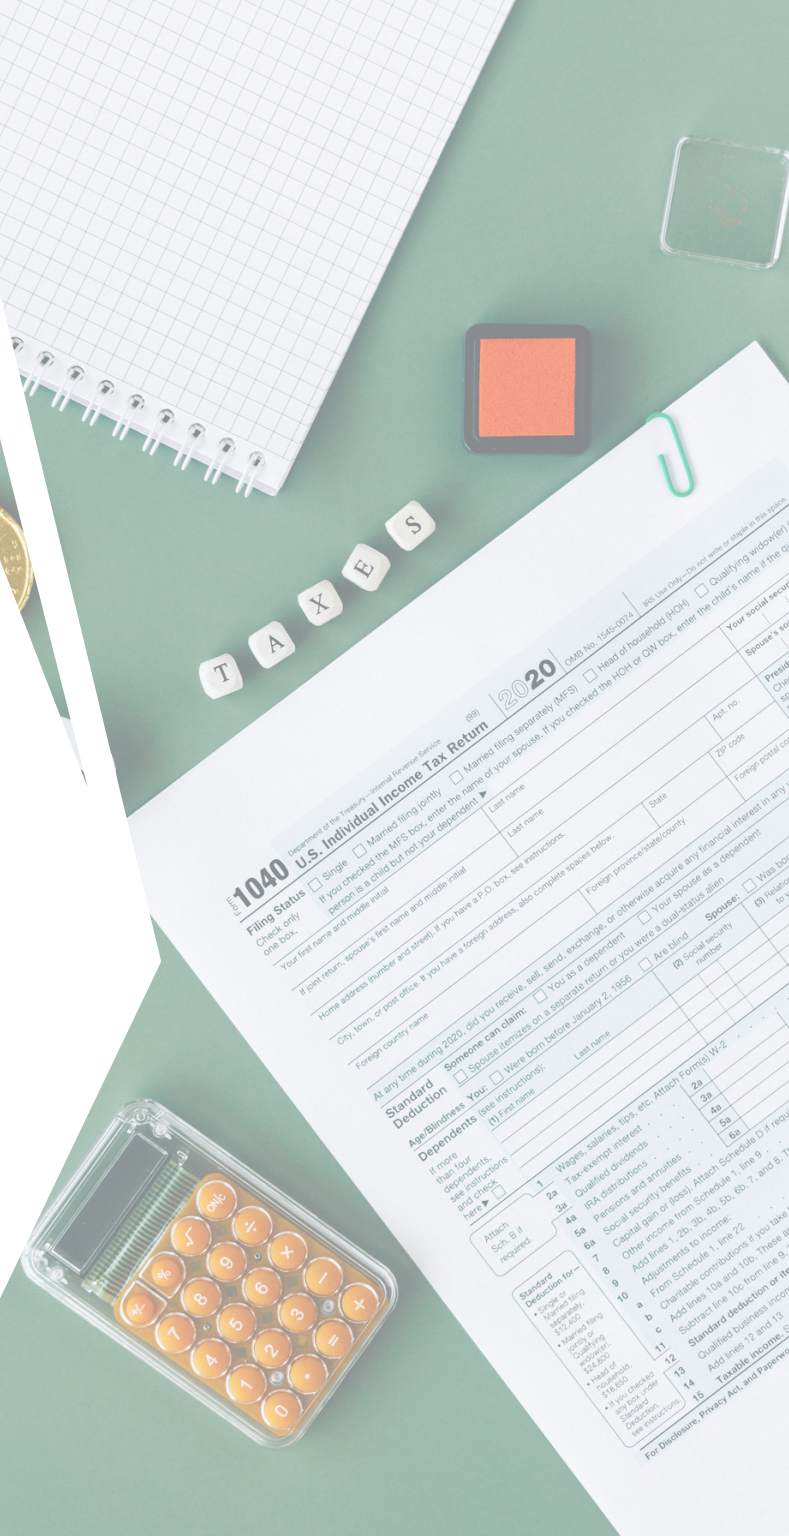 T A X E S
Form 1040
Department of the Treasury—Internal Revenue Service
(99)
U.S. Individual Income Tax Return
2020
OMB No. 1545-0074
IRS Use Only—Do not write or staple in this space.
Filing Status
Check only
one box.
Single
Married filing jointly
Married filing separately (MFS)
Head of household (HOH)
Qualifying widow(er)
If you checked the MFS box, enter the name of your spouse. If you checked the HOH or QW box, enter the child's name if the
person is a child but not your dependent ▶
Your first name and middle initial
Last name
Your social
If joint return, spouse's first name and middle initial
Last name
Spouse's
Home address (number and street). If you have a P.O. box, see instructions.
Apt. no.
City, town, or post office. If you have a foreign address, also complete spaces below.
State
ZIP code
Foreign country name
Foreign province/state/county
Foreign postal
At any time during 2020, did you receive, sell, send, exchange, or otherwise acquire any financial interest in any
Standard
Deduction
Someone can claim:
You as a dependent
Your spouse as a dependent
Spouse itemizes on a separate return or you were a dual-status alien
Age/Blindness
You:
Were born before January 2, 1956
Are blind
Spouse:
Was
Dependents (see instructions):
(2) Social security
number
(3)
(1) First name
Last name
If more
than four
dependents,
see instructions
and check
here ▶
Attach
Sch. B if
required.
1 Wages, salaries, tips, etc. Attach Form(s) W-2
2a Tax-exempt interest
2a
3a Qualified dividends
3a
4a IRA distributions
4a
5a Pensions and annuities
5a
6a Social security benefits
6a
7 Capital gain or (loss). Attach Schedule D if
8 Other income from Schedule 1, line 9
9 Add lines 1, 2b, 3b, 4b, 5b, 6b, 7, and 8.
10 Adjustments to income:
a From Schedule 1, line 22
b Charitable contributions if you take
c Add lines 10a and 10b. These
11 Subtract line 10c from line 9.
12 Standard deduction or
13 Qualified business
14 Add lines 12 and 13
15 Taxable income.
Standard
Deduction for—
• Single or
Married filing
separately,
$12,400
• Married filing
jointly or
Qualifying
widow(er),
$24,800
• Head of
household,
$18,650
• If you checked
any box under
Standard
Deduction,
see instructions.
For Disclosure, Privacy Act, and
ON/C ÷ × − +
√ 9 6 3 =
% 8 5 2 •
+/- 7 4 1 0